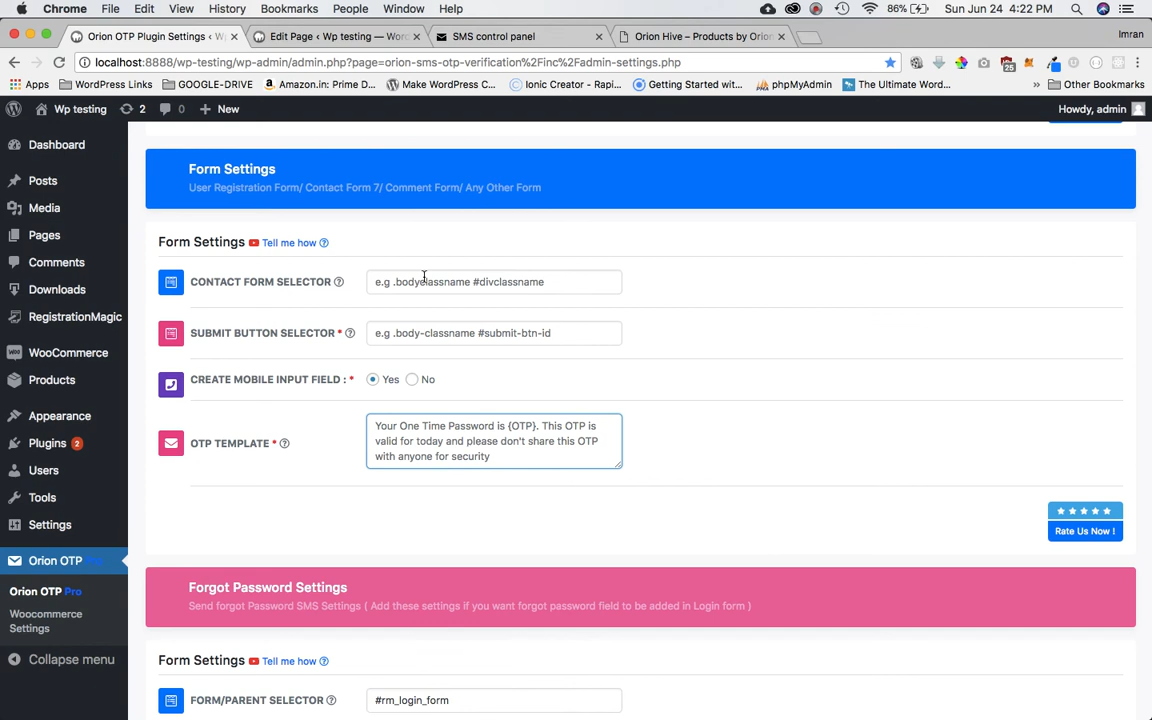 Chrome File Edit View History Bookmarks People Window Help 86% Sun Jun 24 4:22 PM
Orion OTP Plugin Settings ‹ W Edit Page ‹ Wp testing — Word SMS control panel Orion Hive – Products by Orion Imran
localhost:8888/wp-testing/wp-admin/admin.php?page=orion-sms-otp-verification%2Finc%2Fadmin-settings.php 25
Apps WordPress Links GOOGLE-DRIVE Amazon.in: Prime D... Make WordPress C... Ionic Creator - Rapi... Getting Started wit... phpMyAdmin The Ultimate Wor... » Other Bookmarks
Wp testing 2 0 New Howdy, admin
Dashboard
Posts
Media
Pages
Comments
Downloads
RegistrationMagic
WooCommerce
Products
Appearance
Plugins 2
Users
Tools
Settings
Orion OTP Pro
Orion OTP Pro
Woocommerce
Settings
Collapse menu
Form Settings
User Registration Form/ Contact Form 7/ Comment Form/ Any Other Form
Form Settings Tell me how ?
CONTACT FORM SELECTOR ? e.g .bodyclassname #divclassname
SUBMIT BUTTON SELECTOR * ? e.g .body-classname #submit-btn-id
CREATE MOBILE INPUT FIELD : * Yes No
OTP TEMPLATE * ?
Your One Time Password is {OTP}. This OTP is
valid for today and please don't share this OTP
with anyone for security
Rate Us Now !
Forgot Password Settings
Send forgot Password SMS Settings ( Add these settings if you want forgot password field to be added in Login form )
Form Settings Tell me how ?
FORM/PARENT SELECTOR ? #rm_login_form